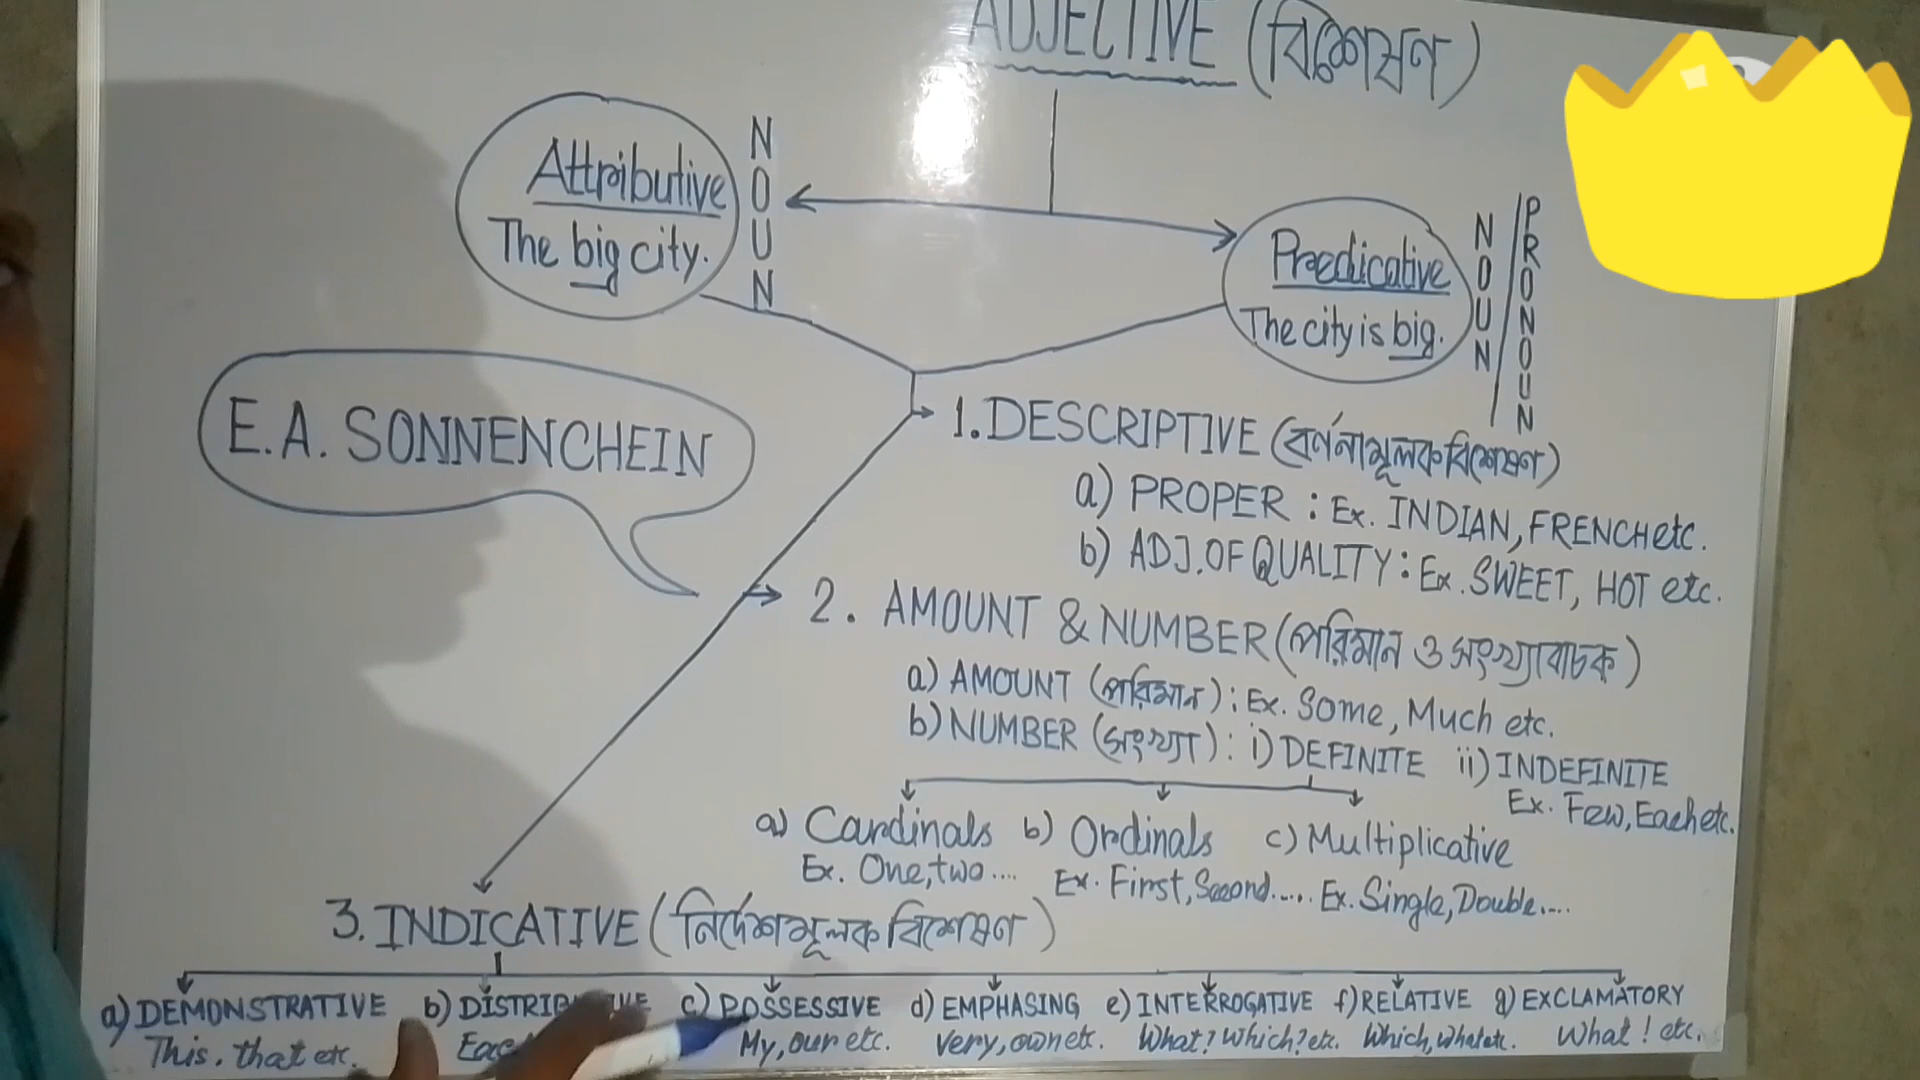 ADJECTIVE (বিশেষণ)
Attributive
The big city.
NOUN
Predicative
The city is big.
NOUN / PRONOUN
E.A. SONNENCHEIN
1. DESCRIPTIVE (বর্ণনামূলক বিশেষণ)
a) PROPER : Ex. INDIAN, FRENCH etc.
b) ADJ. OF QUALITY : Ex. SWEET, HOT etc.
2. AMOUNT & NUMBER (পরিমান ও সংখ্যাবাচক)
a) AMOUNT (পরিমান) : Ex. Some, Much etc.
b) NUMBER (সংখ্যা) : i) DEFINITE ii) INDEFINITE
Ex. Few, Each etc.
a) Cardinals b) Ordinals c) Multiplicative
Ex. One, two.... Ex. First, Second..... Ex. Single, Double....
3. INDICATIVE (নির্দেশমূলক বিশেষণ)
a) DEMONSTRATIVE b) c) POSSESSIVE d) EMPHASING e) INTERROGATIVE f) RELATIVE g) EXCLAMATORY
This, that etc. My, our etc. Very, own etc. What? Which? etc. Which, what etc. What! etc.